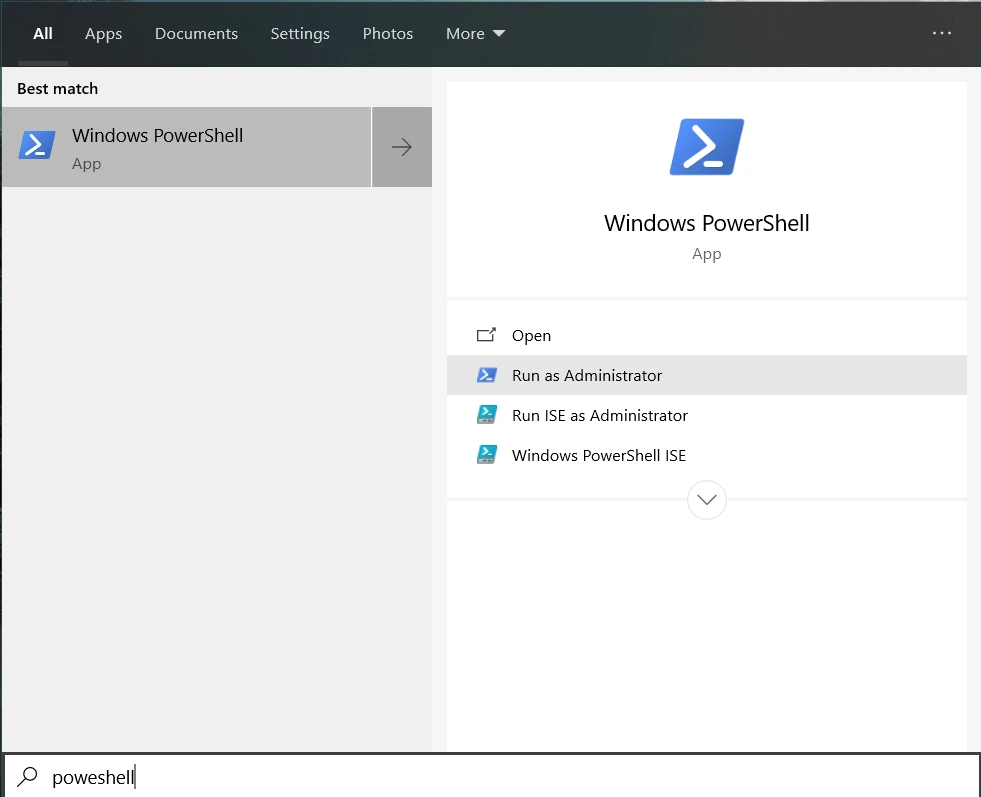 All Apps Documents Settings Photos More
Best match
Windows PowerShell
App
Windows PowerShell
App
Open
Run as Administrator
Run ISE as Administrator
Windows PowerShell ISE
poweshell